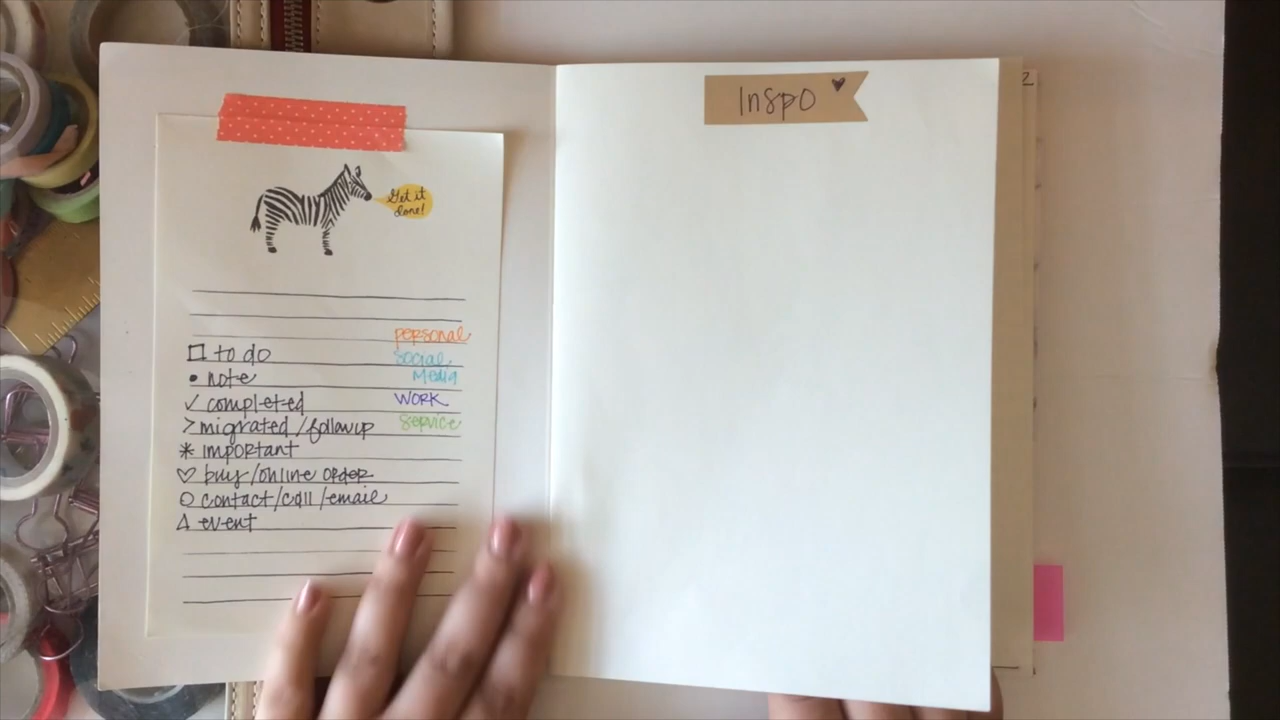 Get it
done!
personal
□ to do
social
Media
• note
✓ completed
WORK
> migrated / followup
Service
* important
♡ buy/online order
○ contact/call/email
△ event
Inspo
2